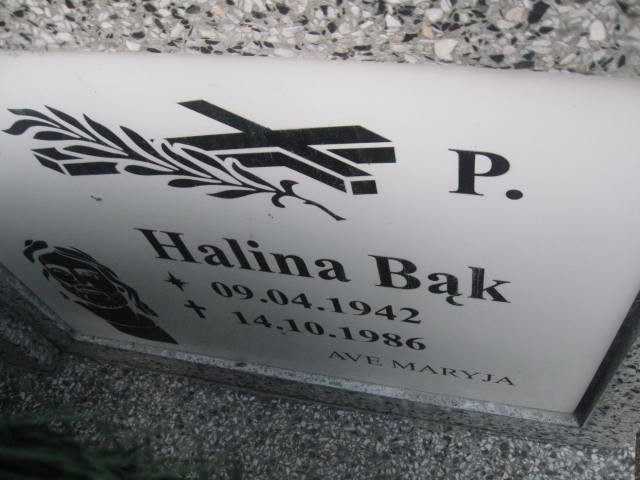 P.
Halina Bąk
09.04.1942
14.10.1986
AVE MARYJA